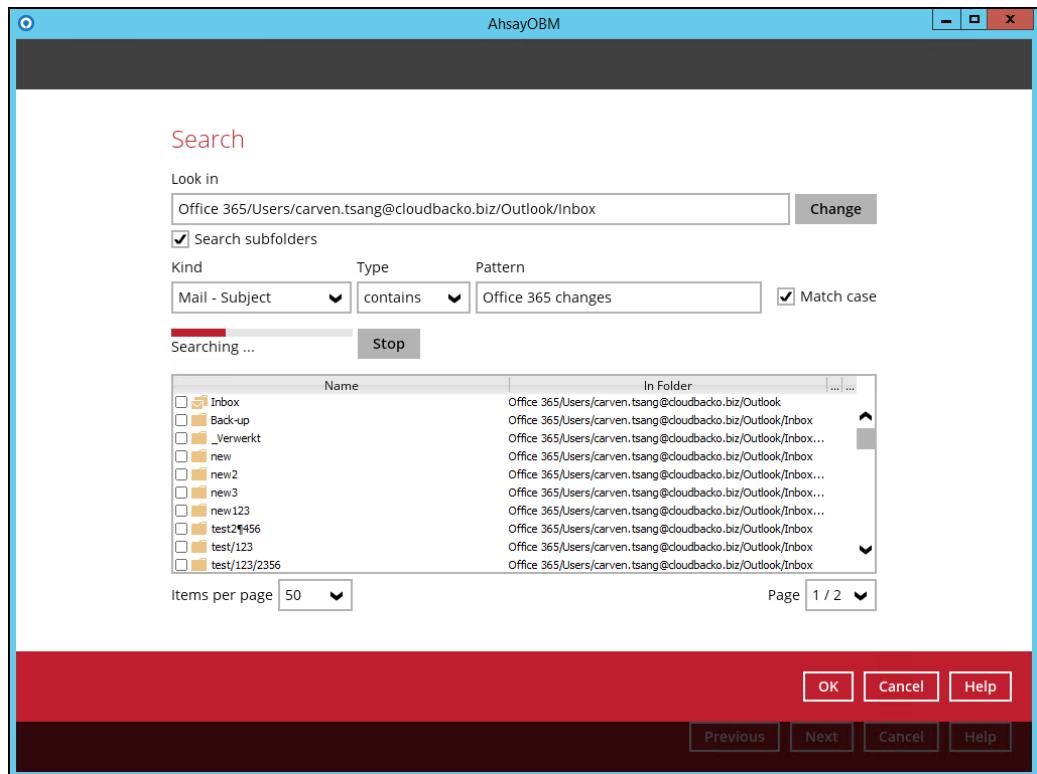 AhsayOBM
Search
Look in
Office 365/Users/carven.tsang@cloudbacko.biz/Outlook/Inbox Change
Search subfolders
Kind Type Pattern
Mail - Subject contains Office 365 changes Match case
Searching ... Stop
Name In Folder ... ...
Inbox Office 365/Users/carven.tsang@cloudbacko.biz/Outlook
Back-up Office 365/Users/carven.tsang@cloudbacko.biz/Outlook/Inbox
_Verwerkt Office 365/Users/carven.tsang@cloudbacko.biz/Outlook/Inbox...
new Office 365/Users/carven.tsang@cloudbacko.biz/Outlook/Inbox
new2 Office 365/Users/carven.tsang@cloudbacko.biz/Outlook/Inbox...
new3 Office 365/Users/carven.tsang@cloudbacko.biz/Outlook/Inbox...
new123 Office 365/Users/carven.tsang@cloudbacko.biz/Outlook/Inbox...
test2¶456 Office 365/Users/carven.tsang@cloudbacko.biz/Outlook/Inbox
test/123 Office 365/Users/carven.tsang@cloudbacko.biz/Outlook/Inbox
test/123/2356 Office 365/Users/carven.tsang@cloudbacko.biz/Outlook/Inbox
Items per page 50 Page 1 / 2
OK Cancel Help
Previous Next Cancel Help